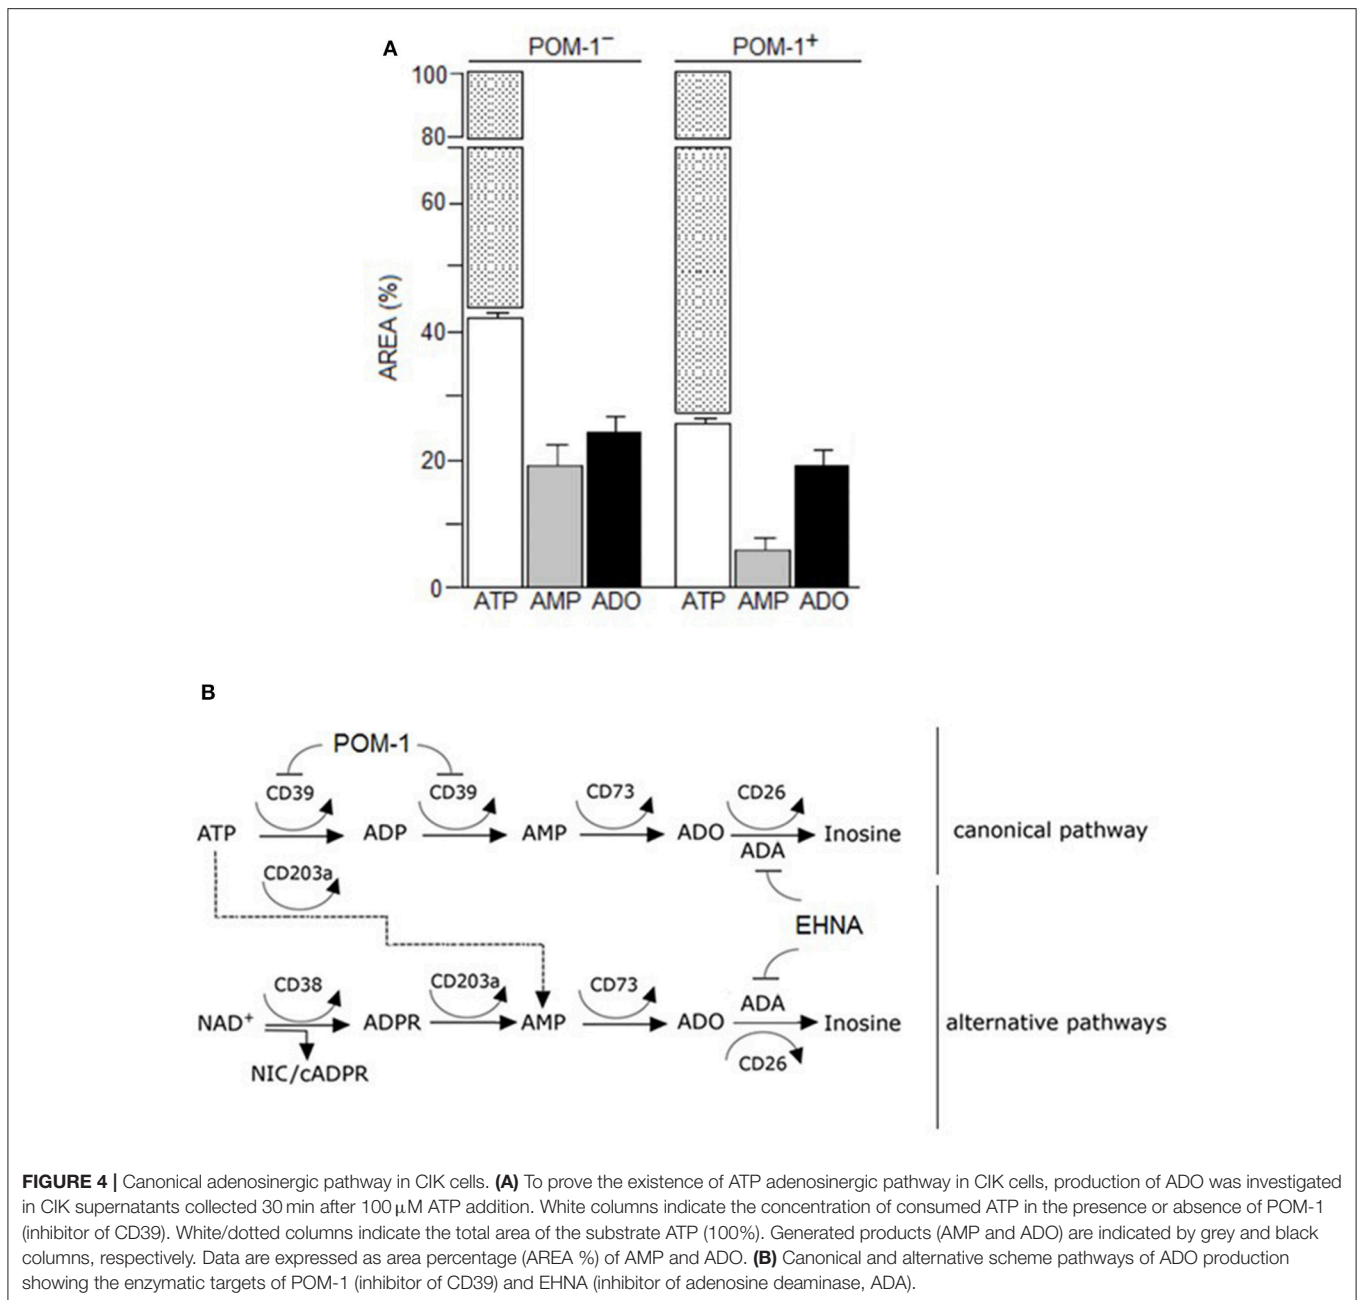 A
POM-1⁻ POM-1⁺
100
80
60
40
20
0
AREA (%)
ATP AMP ADO ATP AMP ADO
B
POM-1
CD39 CD39 CD73 CD26
ATP ADP AMP ADO Inosine canonical pathway
ADA
CD203a
EHNA
CD38 CD203a CD73 ADA
NAD⁺ ADPR AMP ADO Inosine alternative pathways
CD26
NIC/cADPR
FIGURE 4 | Canonical adenosinergic pathway in CIK cells. (A) To prove the existence of ATP adenosinergic pathway in CIK cells, production of ADO was investigated
in CIK supernatants collected 30 min after 100 μM ATP addition. White columns indicate the concentration of consumed ATP in the presence or absence of POM-1
(inhibitor of CD39). White/dotted columns indicate the total area of the substrate ATP (100%). Generated products (AMP and ADO) are indicated by grey and black
columns, respectively. Data are expressed as area percentage (AREA %) of AMP and ADO. (B) Canonical and alternative scheme pathways of ADO production
showing the enzymatic targets of POM-1 (inhibitor of CD39) and EHNA (inhibitor of adenosine deaminase, ADA).